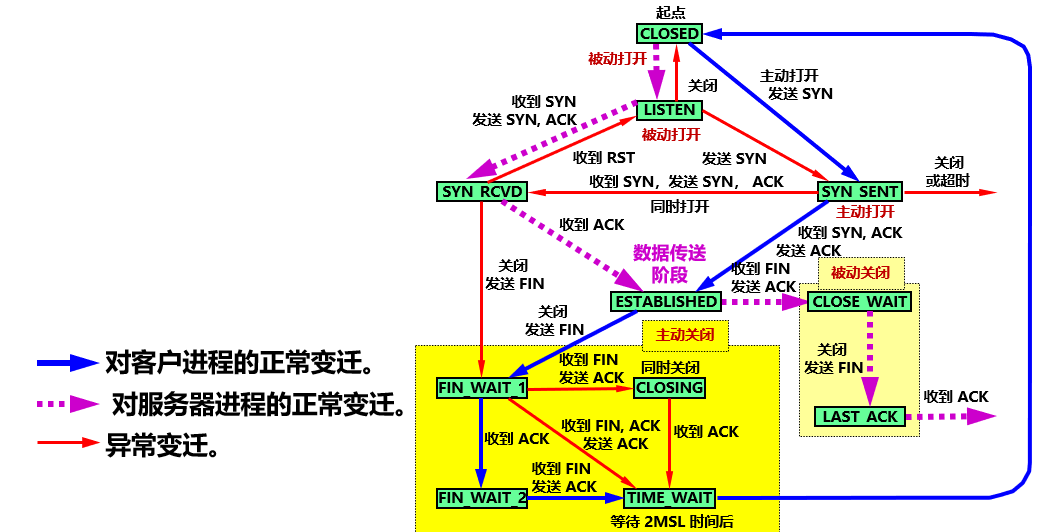 起点
CLOSED
被动打开
关闭
主动打开
发送 SYN
收到 SYN
发送 SYN, ACK
LISTEN
被动打开
收到 RST
发送 SYN
关闭
或超时
SYN_RCVD
收到 SYN，发送 SYN， ACK
SYN_SENT
同时打开
主动打开
收到 ACK
收到 SYN, ACK
发送 ACK
数据传送
阶段
关闭
发送 FIN
收到 FIN
发送 ACK
被动关闭
ESTABLISHED
CLOSE_WAIT
关闭
发送 FIN
主动关闭
关闭
发送 FIN
对客户进程的正常变迁。
收到 FIN
发送 ACK
同时关闭
FIN_WAIT_1
CLOSING
对服务器进程的正常变迁。
LAST_ACK
收到 ACK
异常变迁。
收到 ACK
收到 FIN, ACK
发送 ACK
收到 ACK
收到 FIN
发送 ACK
FIN_WAIT_2
TIME_WAIT
等待 2MSL 时间后